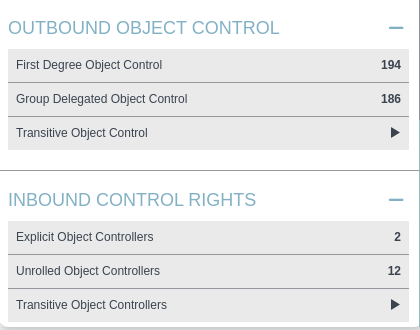 OUTBOUND OBJECT CONTROL
First Degree Object Control 194
Group Delegated Object Control 186
Transitive Object Control
INBOUND CONTROL RIGHTS
Explicit Object Controllers 2
Unrolled Object Controllers 12
Transitive Object Controllers